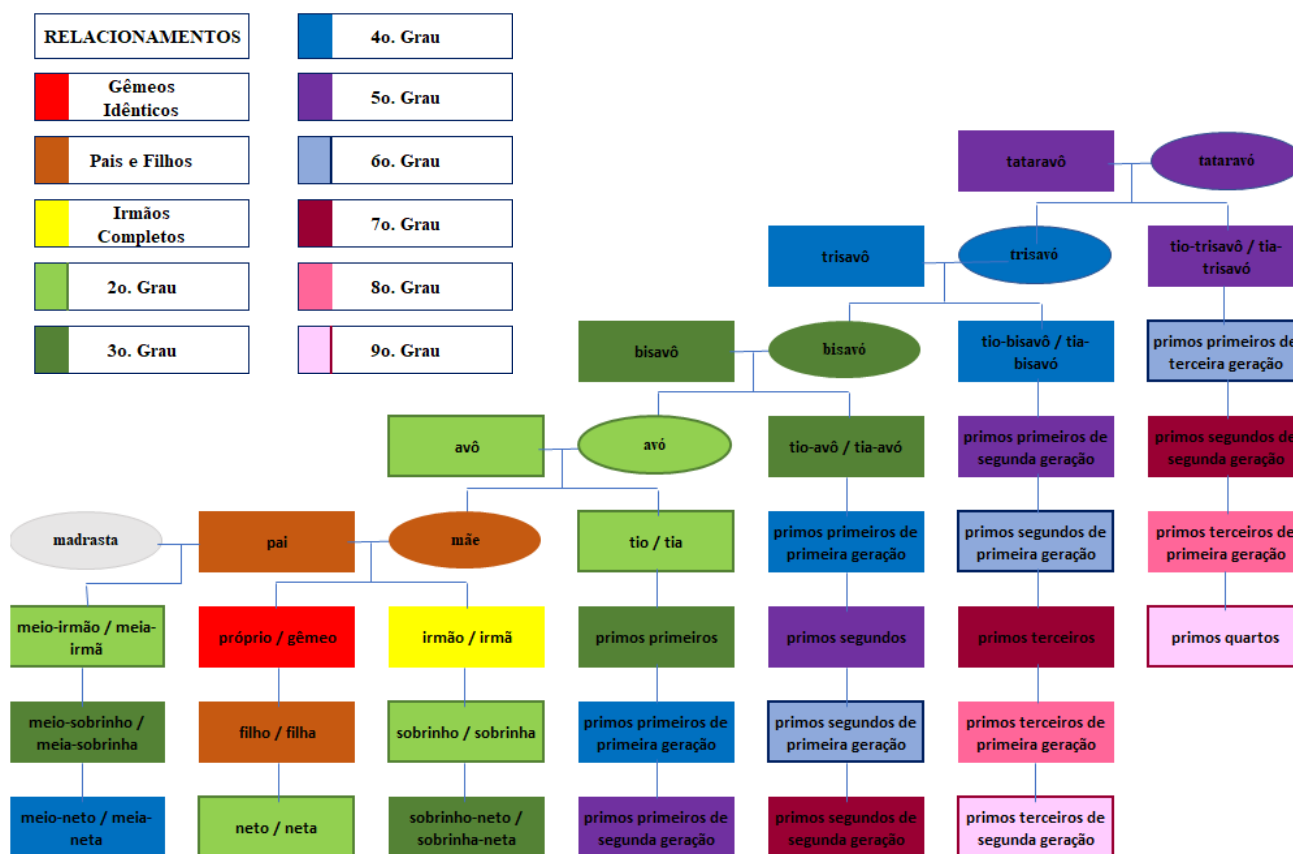 RELACIONAMENTOS
Gêmeos
Idênticos
Pais e Filhos
Irmãos
Completos
2o. Grau
3o. Grau
4o. Grau
5o. Grau
6o. Grau
7o. Grau
8o. Grau
9o. Grau
tataravô
tataravó
trisavô
trisavó
tio-trisavô / tia-
trisavó
bisavô
bisavó
tio-bisavô / tia-
bisavó
primos primeiros de
terceira geração
avô
avó
tio-avô / tia-avó
primos primeiros de
segunda geração
primos segundos de
segunda geração
madrasta
pai
mãe
tio / tia
primos primeiros de
primeira geração
primos segundos de
primeira geração
primos terceiros de
primeira geração
meio-irmão / meia-
irmã
próprio / gêmeo
irmão / irmã
primos primeiros
primos segundos
primos terceiros
primos quartos
meio-sobrinho /
meia-sobrinha
filho / filha
sobrinho / sobrinha
primos primeiros de
primeira geração
primos segundos de
primeira geração
primos terceiros de
primeira geração
meio-neto / meia-
neta
neto / neta
sobrinho-neto /
sobrinha-neta
primos primeiros de
segunda geração
primos segundos de
segunda geração
primos terceiros de
segunda geração